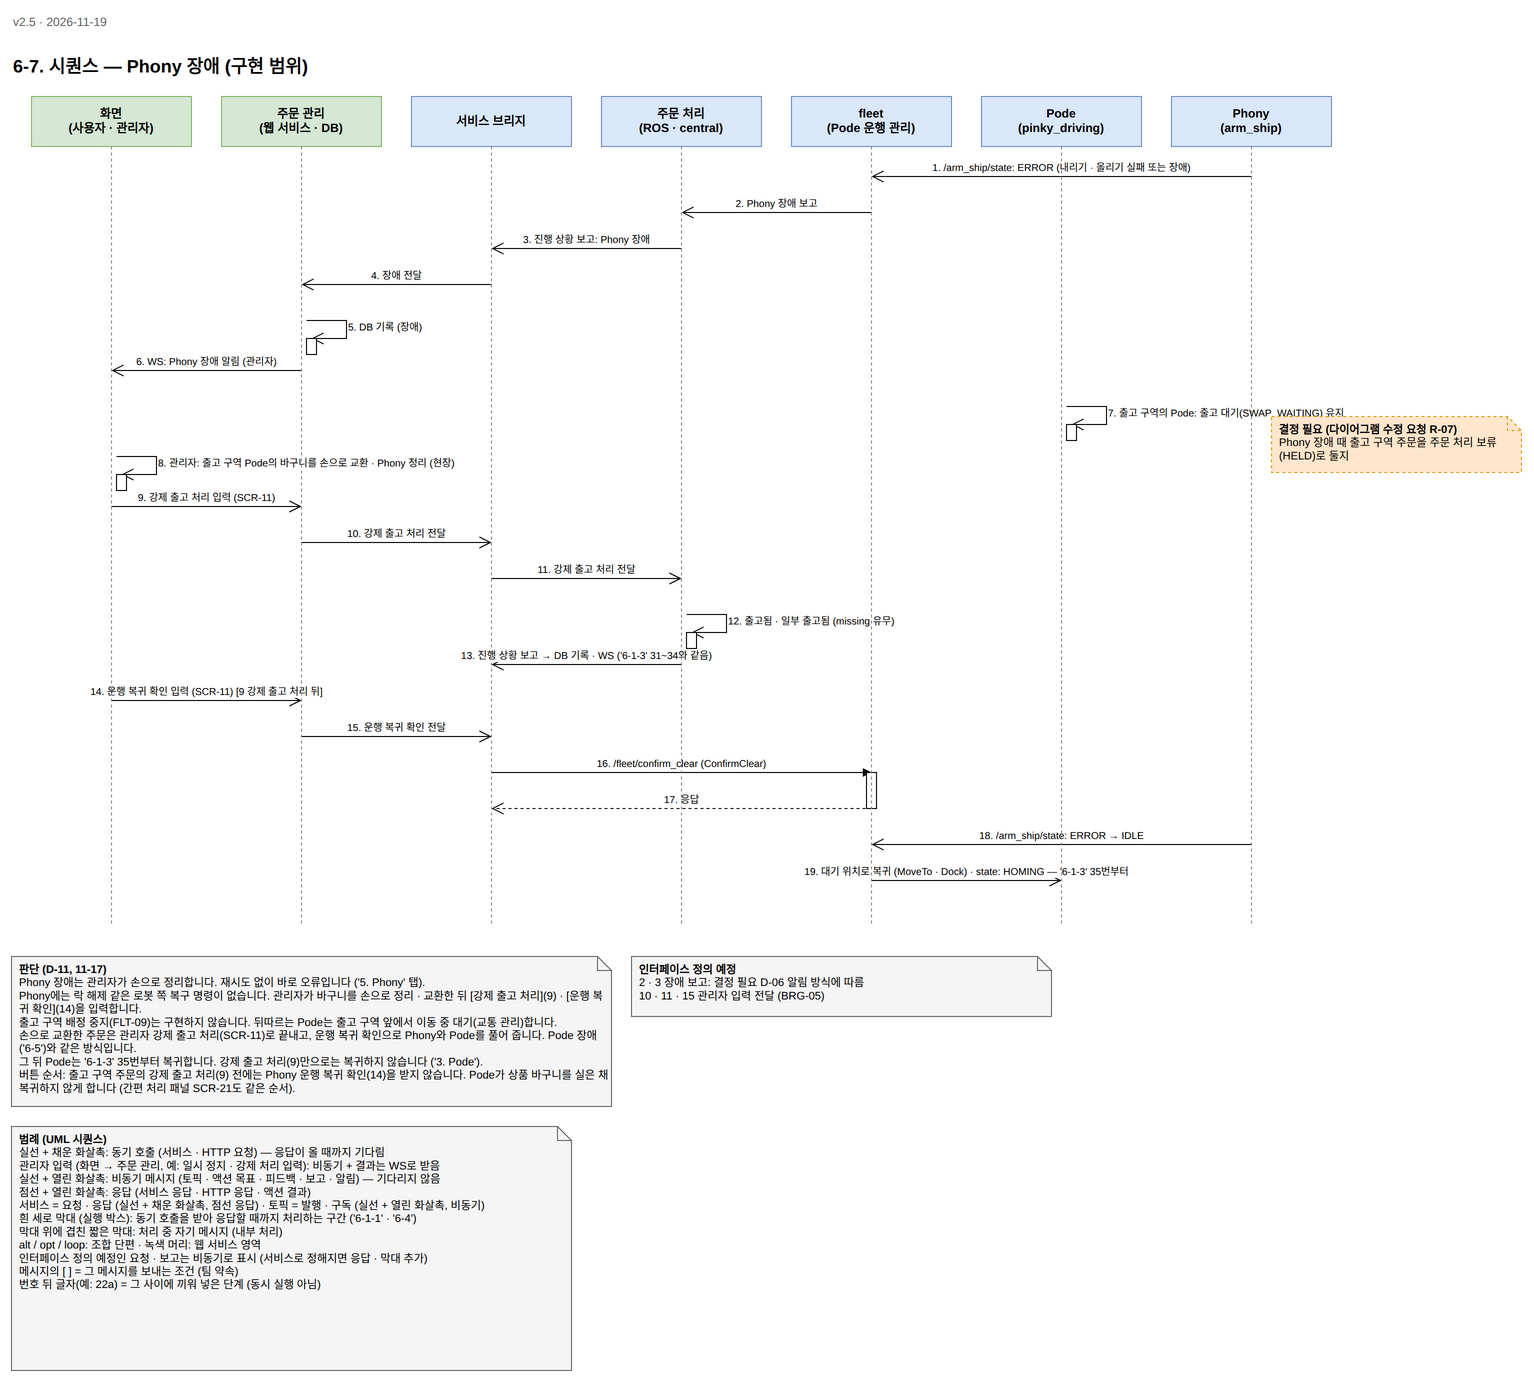 v2.5 · 2026-11-19
6-7. 시퀀스 — Phony 장애 (구현 범위)
화면
(사용자 · 관리자)
주문 관리
(웹 서비스 · DB)
서비스 브리지
주문 처리
(ROS · central)
fleet
(Pode 운행 관리)
Pode
(pinky_driving)
Phony
(arm_ship)
1. /arm_ship/state: ERROR (내리기 · 올리기 실패 또는 장애)
2. Phony 장애 보고
3. 진행 상황 보고: Phony 장애
4. 장애 전달
5. DB 기록 (장애)
6. WS: Phony 장애 알림 (관리자)
7. 출고 구역의 Pode: 출고 대기(SWAP_WAITING) 유지
결정 필요 (다이어그램 수정 요청 R-07)
Phony 장애 때 출고 구역 주문을 주문 처리 보류
(HELD)로 둘지
8. 관리자: 출고 구역 Pode의 바구니를 손으로 교환 · Phony 정리 (현장)
9. 강제 출고 처리 입력 (SCR-11)
10. 강제 출고 처리 전달
11. 강제 출고 처리 전달
12. 출고됨 · 일부 출고됨 (missing 유무)
13. 진행 상황 보고 → DB 기록 · WS ('6-1-3' 31~34와 같음)
14. 운행 복귀 확인 입력 (SCR-11) [9 강제 출고 처리 뒤]
15. 운행 복귀 확인 전달
16. /fleet/confirm_clear (ConfirmClear)
17. 응답
18. /arm_ship/state: ERROR → IDLE
19. 대기 위치로 복귀 (MoveTo · Dock) · state: HOMING — '6-1-3' 35번부터
판단 (D-11, 11-17)
Phony 장애는 관리자가 손으로 정리합니다. 재시도 없이 바로 오류입니다 ('5. Phony' 탭).
Phony에는 락 해제 같은 로봇 쪽 복구 명령이 없습니다. 관리자가 바구니를 손으로 정리 · 교환한 뒤 [강제 출고 처리](9) · [운행 복
귀 확인](14)을 입력합니다.
출고 구역 배정 중지(FLT-09)는 구현하지 않습니다. 뒤따르는 Pode는 출고 구역 앞에서 이동 중 대기(교통 관리)합니다.
손으로 교환한 주문은 관리자 강제 출고 처리(SCR-11)로 끝내고, 운행 복귀 확인으로 Phony와 Pode를 풀어 줍니다. Pode 장애
('6-5')와 같은 방식입니다.
그 뒤 Pode는 '6-1-3' 35번부터 복귀합니다. 강제 출고 처리(9)만으로는 복귀하지 않습니다 ('3. Pode').
버튼 순서: 출고 구역 주문의 강제 출고 처리(9) 전에는 Phony 운행 복귀 확인(14)을 받지 않습니다. Pode가 상품 바구니를 실은 채
복귀하지 않게 합니다 (간편 처리 패널 SCR-21도 같은 순서).
인터페이스 정의 예정
2 · 3 장애 보고: 결정 필요 D-06 알림 방식에 따름
10 · 11 · 15 관리자 입력 전달 (BRG-05)
범례 (UML 시퀀스)
실선 + 채운 화살촉: 동기 호출 (서비스 · HTTP 요청) — 응답이 올 때까지 기다림
관리자 입력 (화면 → 주문 관리, 예: 일시 정지 · 강제 처리 입력): 비동기 + 결과는 WS로 받음
실선 + 열린 화살촉: 비동기 메시지 (토픽 · 액션 목표 · 피드백 · 보고 · 알림) — 기다리지 않음
점선 + 열린 화살촉: 응답 (서비스 응답 · HTTP 응답 · 액션 결과)
서비스 = 요청 · 응답 (실선 + 채운 화살촉, 점선 응답) · 토픽 = 발행 · 구독 (실선 + 열린 화살촉, 비동기)
흰 세로 막대 (실행 박스): 동기 호출을 받아 응답할 때까지 처리하는 구간 ('6-1-1' · '6-4')
막대 위에 겹친 짧은 막대: 처리 중 자기 메시지 (내부 처리)
alt / opt / loop: 조합 단편 · 녹색 머리: 웹 서비스 영역
인터페이스 정의 예정인 요청 · 보고는 비동기로 표시 (서비스로 정해지면 응답 · 막대 추가)
메시지의 [ ] = 그 메시지를 보내는 조건 (팀 약속)
번호 뒤 글자(예: 22a) = 그 사이에 끼워 넣은 단계 (동시 실행 아님)